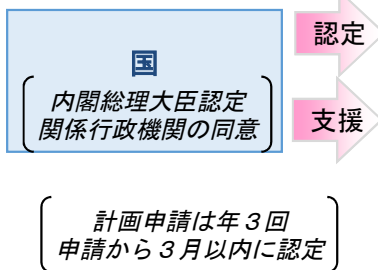 国
内閣総理大臣認定
関係行政機関の同意
認定
支援
計画申請は年３回
申請から３月以内に認定